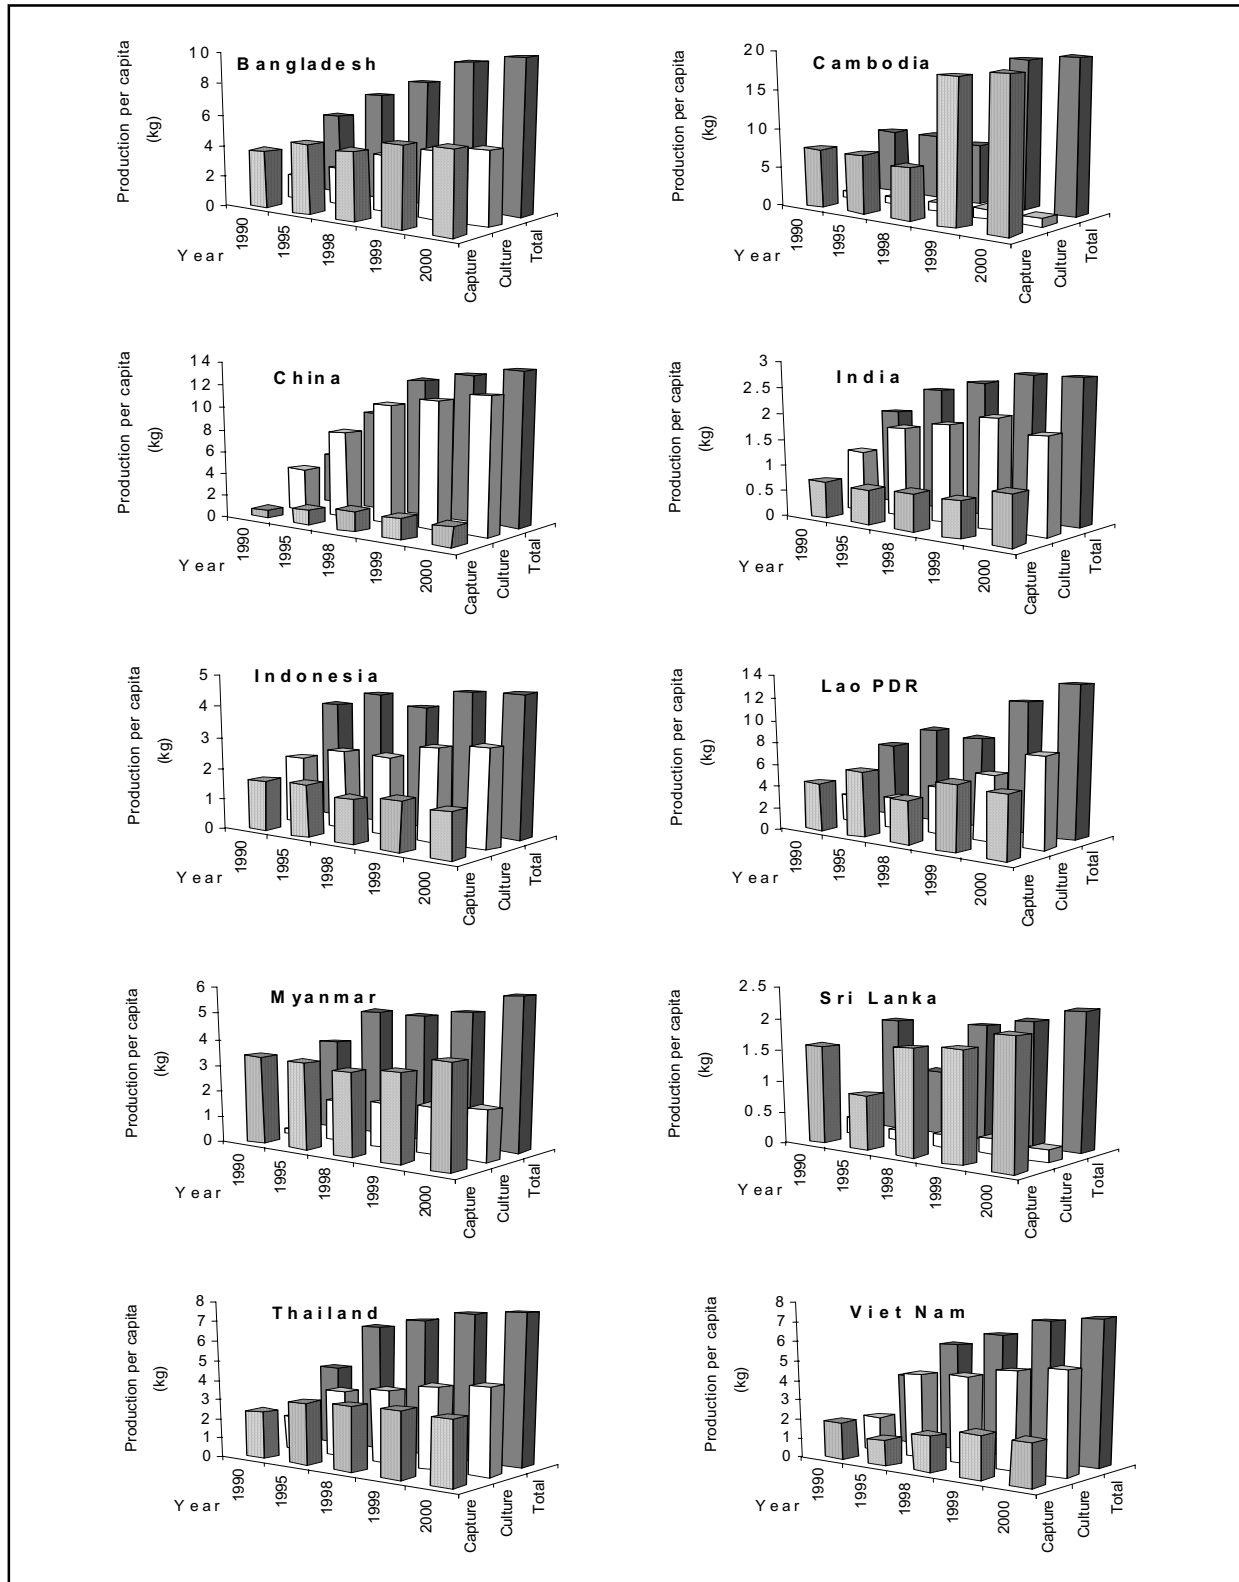 Bangladesh
Production per capita
(kg)
10
8
6
4
2
0
Year
1990
1995
1998
1999
2000
Capture
Culture
Total
Cambodia
Production per capita
(kg)
20
15
10
5
0
Year
1990
1995
1998
1999
2000
Capture
Culture
Total
China
Production per capita
(kg)
14
12
10
8
6
4
2
0
Year
1990
1995
1998
1999
2000
Capture
Culture
Total
India
Production per capita
(kg)
3
2.5
2
1.5
1
0.5
0
Year
1990
1995
1998
1999
2000
Capture
Culture
Total
Indonesia
Production per capita
(kg)
5
4
3
2
1
0
Year
1990
1995
1998
1999
2000
Capture
Culture
Total
Lao PDR
Production per capita
(kg)
14
12
10
8
6
4
2
0
Year
1990
1995
1998
1999
2000
Capture
Culture
Total
Myanmar
Production per capita
(kg)
6
5
4
3
2
1
0
Year
1990
1995
1998
1999
2000
Capture
Culture
Total
Sri Lanka
Production per capita
(kg)
2.5
2
1.5
1
0.5
0
Year
1990
1995
1998
1999
2000
Capture
Culture
Total
Thailand
Production per capita
(kg)
8
7
6
5
4
3
2
1
0
Year
1990
1995
1998
1999
2000
Capture
Culture
Total
Viet Nam
Production per capita
(kg)
8
7
6
5
4
3
2
1
0
Year
1990
1995
1998
1999
2000
Capture
Culture
Total